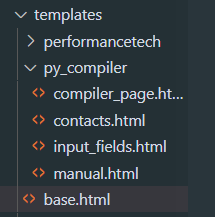 templates
performancetech
py_compiler
compiler_page.ht...
contacts.html
input_fields.html
manual.html
base.html